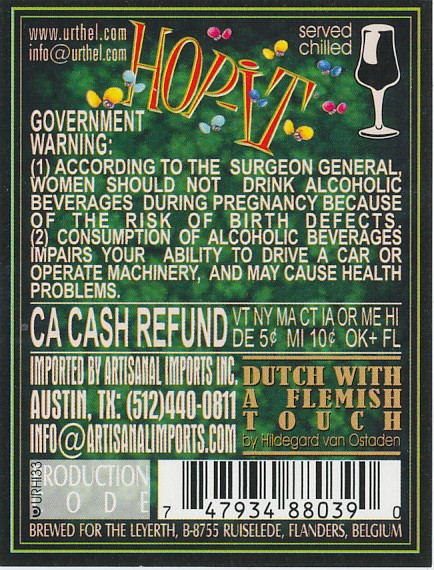 www.urthel.com
info@urthel.com
HOP-iT
served
chilled
GOVERNMENT
WARNING:
(1) ACCORDING TO THE SURGEON GENERAL,
WOMEN SHOULD NOT DRINK ALCOHOLIC
BEVERAGES DURING PREGNANCY BECAUSE
OF THE RISK OF BIRTH DEFECTS.
(2) CONSUMPTION OF ALCOHOLIC BEVERAGES
IMPAIRS YOUR ABILITY TO DRIVE A CAR OR
OPERATE MACHINERY, AND MAY CAUSE HEALTH
PROBLEMS.
CA CASH REFUND
VT NY MA CT IA OR ME HI
DE 5¢ MI 10¢ OK+ FL
IMPORTED BY ARTISANAL IMPORTS INC.
AUSTIN, TX: (512)440-0811
INFO@ARTISANALIMPORTS.COM
DUTCH WITH
A FLEMISH
TOUCH
by Hildegard van Ostaden
URHI33
RODUCTION
ODE
7 47934 88039 0
BREWED FOR THE LEYERTH, B-8755 RUISELEDE, FLANDERS, BELGIUM